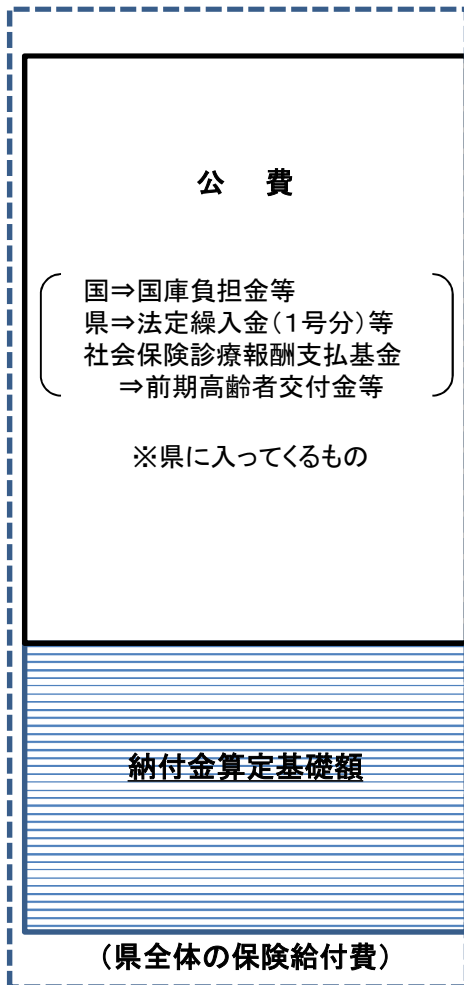 公　費
国⇒国庫負担金等
県⇒法定繰入金（１号分）等
社会保険診療報酬支払基金
⇒前期高齢者交付金等
※県に入ってくるもの
納付金算定基礎額
（県全体の保険給付費）